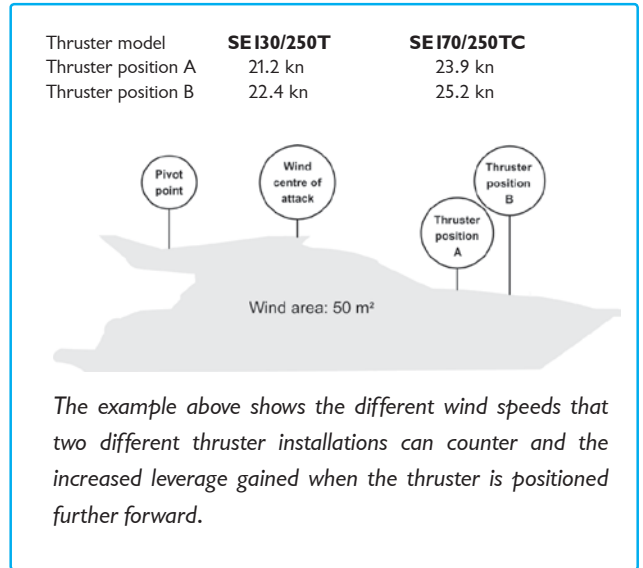 Thruster model SE130/250T SE170/250TC
Thruster position A 21.2 kn 23.9 kn
Thruster position B 22.4 kn 25.2 kn
Pivot
point
Wind
centre of
attack
Thruster
position
B
Thruster
position
A
Wind area: 50 m²
The example above shows the different wind speeds that
two different thruster installations can counter and the
increased leverage gained when the thruster is positioned
further forward.